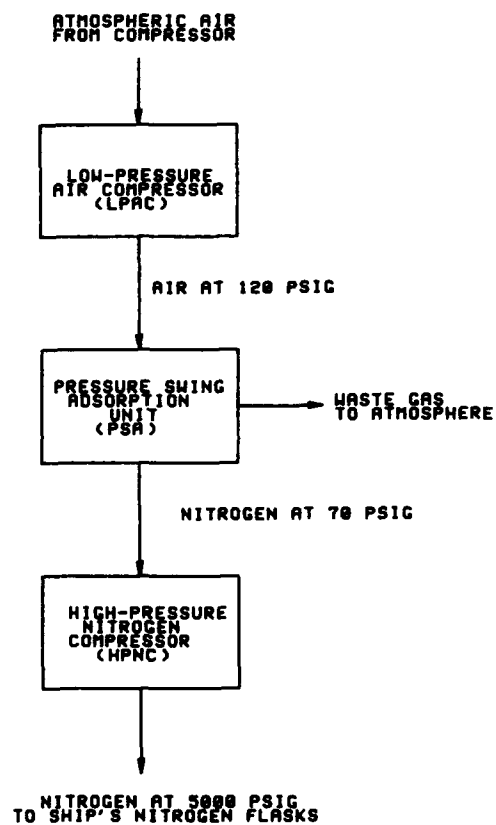 ATMOSPHERIC AIR
FROM COMPRESSOR
LOW-PRESSURE
AIR COMPRESSOR
(LPAC)
AIR AT 120 PSIG
PRESSURE SWING
ADSORPTION
UNIT
(PSA)
WASTE GAS
TO ATMOSPHERE
NITROGEN AT 70 PSIG
HIGH-PRESSURE
NITROGEN
COMPRESSOR
(HPNC)
NITROGEN AT 5000 PSIG
TO SHIP'S NITROGEN FLASKS